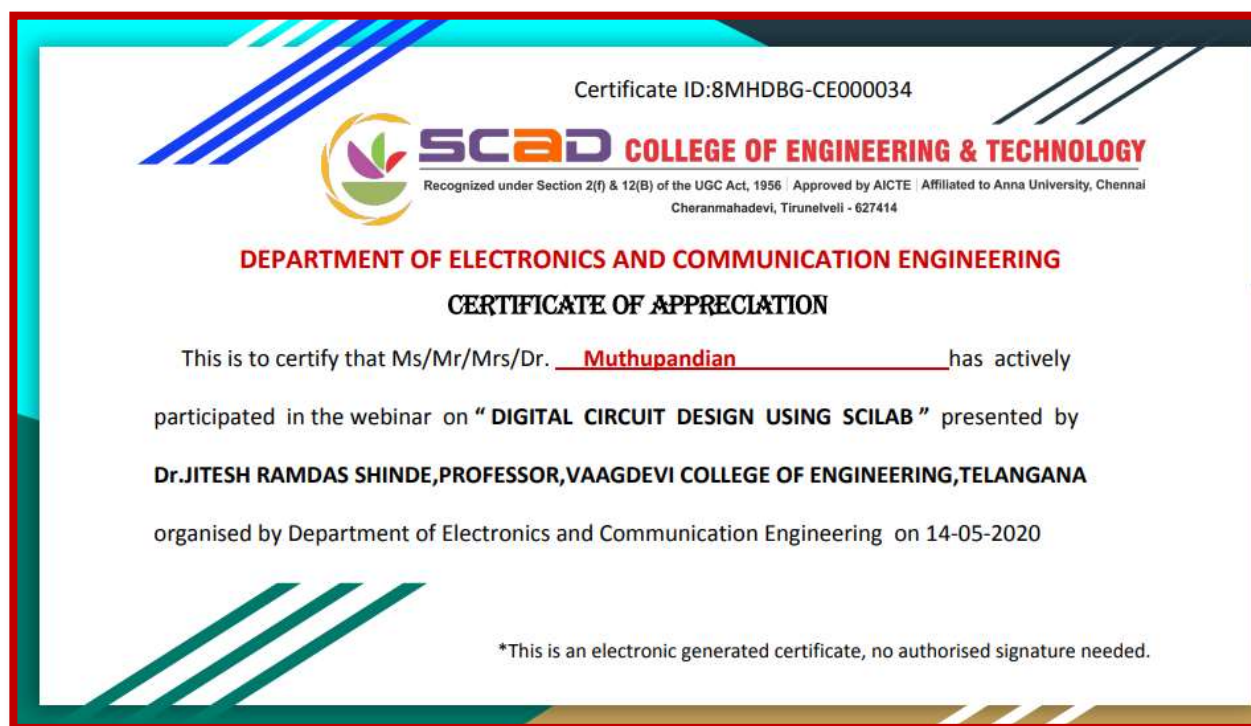 Certificate ID:8MHDBG-CE000034
SCAD COLLEGE OF ENGINEERING & TECHNOLOGY
Recognized under Section 2(f) & 12(B) of the UGC Act, 1956 | Approved by AICTE | Affiliated to Anna University, Chennai
Cheranmahadevi, Tirunelveli - 627414
DEPARTMENT OF ELECTRONICS AND COMMUNICATION ENGINEERING
CERTIFICATE OF APPRECIATION
This is to certify that Ms/Mr/Mrs/Dr. Muthupandian has actively
participated in the webinar on “ DIGITAL CIRCUIT DESIGN USING SCILAB ” presented by
Dr.JITESH RAMDAS SHINDE,PROFESSOR,VAAGDEVI COLLEGE OF ENGINEERING,TELANGANA
organised by Department of Electronics and Communication Engineering on 14-05-2020
*This is an electronic generated certificate, no authorised signature needed.